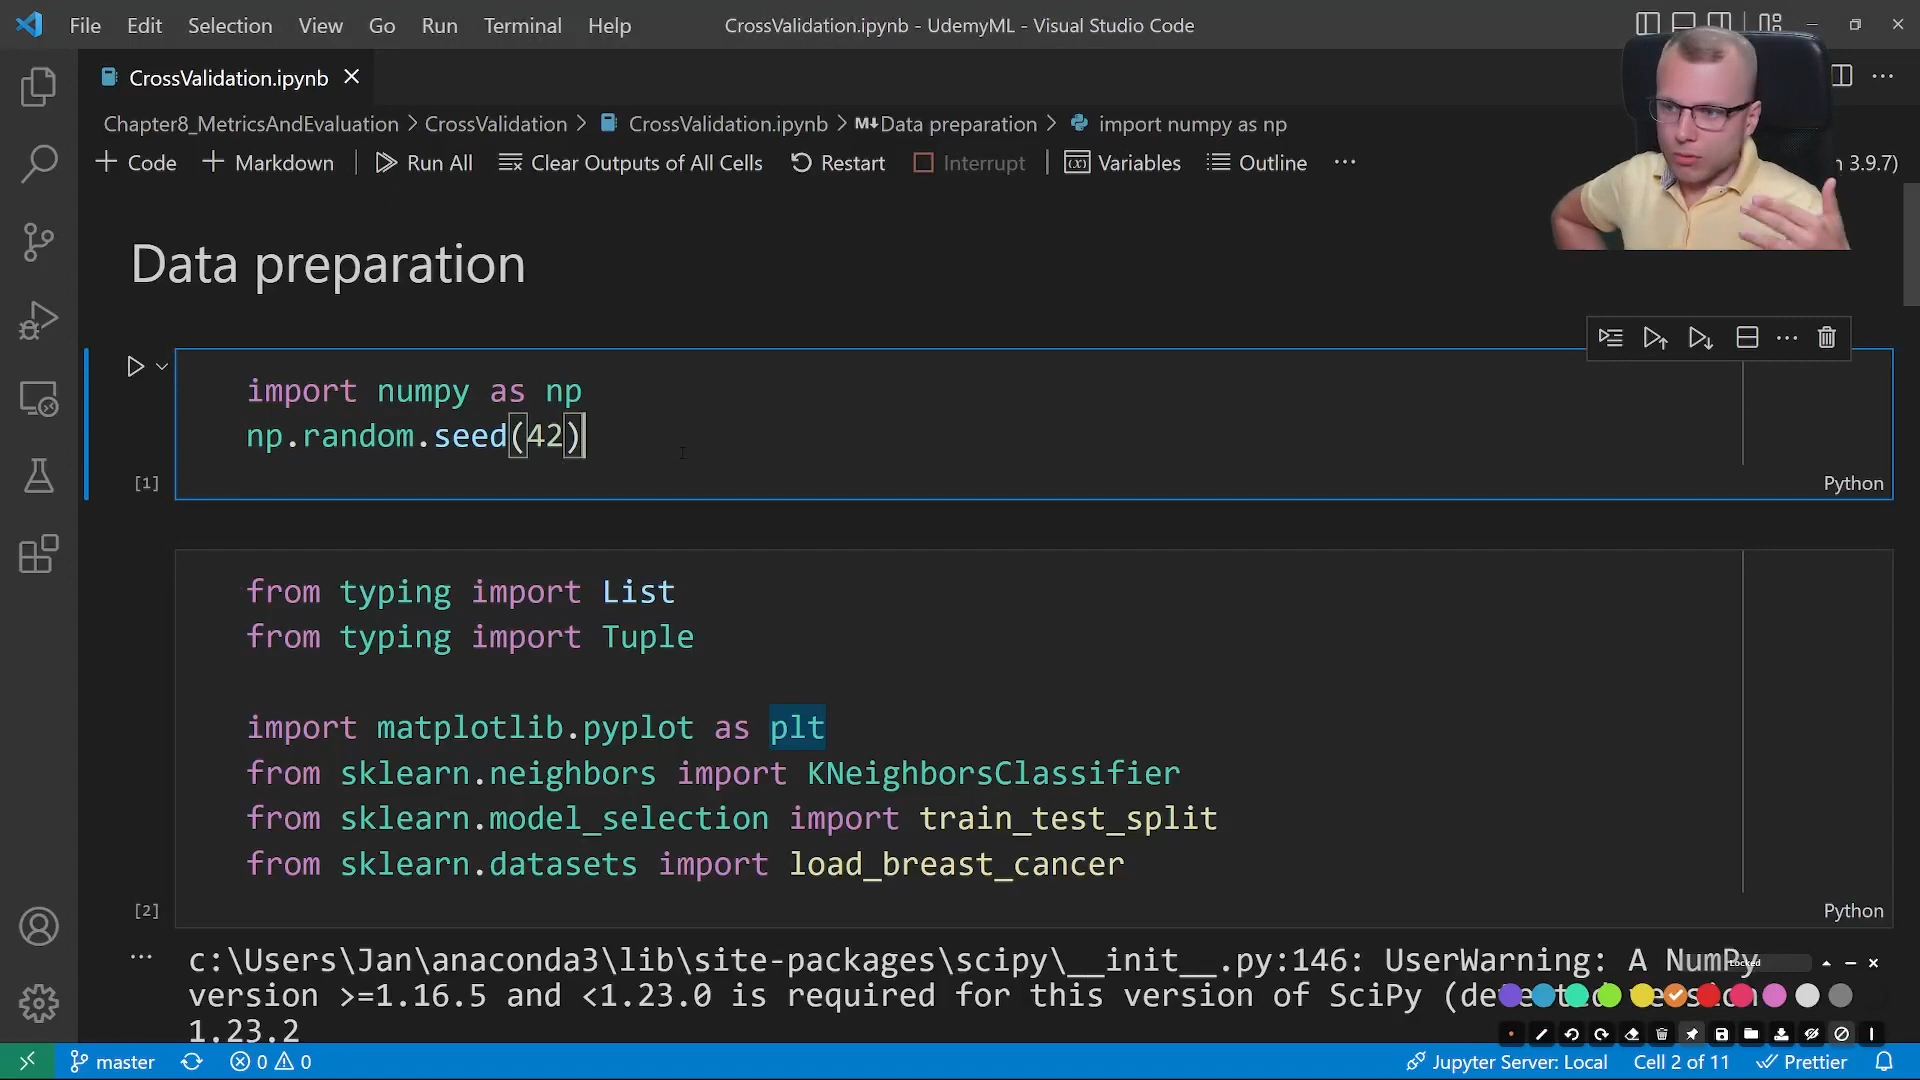 File Edit Selection View Go Run Terminal Help
CrossValidation.ipynb - UdemyML - Visual Studio Code
CrossValidation.ipynb
Chapter8_MetricsAndEvaluation > CrossValidation > CrossValidation.ipynb > M↓Data preparation > import numpy as np
+ Code + Markdown | Run All Clear Outputs of All Cells Restart Interrupt | Variables Outline ... 3.9.7)
Data preparation
import numpy as np
np.random.seed(42)
[1]
Python
from typing import List
from typing import Tuple
import matplotlib.pyplot as plt
from sklearn.neighbors import KNeighborsClassifier
from sklearn.model_selection import train_test_split
from sklearn.datasets import load_breast_cancer
[2]
Python
... c:\Users\Jan\anaconda3\lib\site-packages\scipy\__init__.py:146: UserWarning: A NumPy
Locked
version >=1.16.5 and <1.23.0 is required for this version of SciPy (detected version
1.23.2
master 0 0
Jupyter Server: Local Cell 2 of 11 Prettier